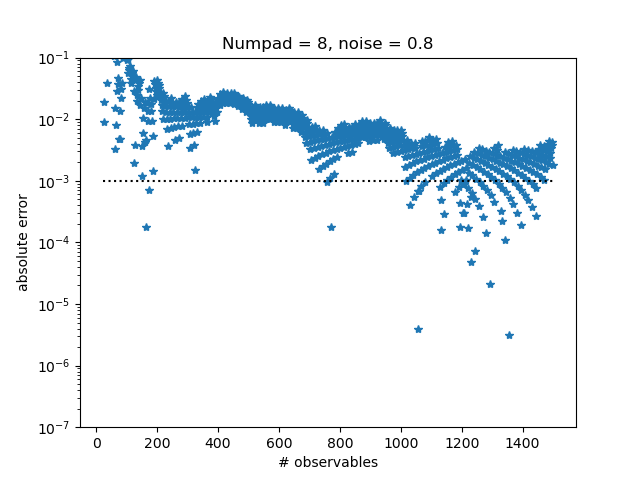 Numpad = 8, noise = 0.8
absolute error
10⁻¹
10⁻²
10⁻³
10⁻⁴
10⁻⁵
10⁻⁶
10⁻⁷
0 200 400 600 800 1000 1200 1400
# observables